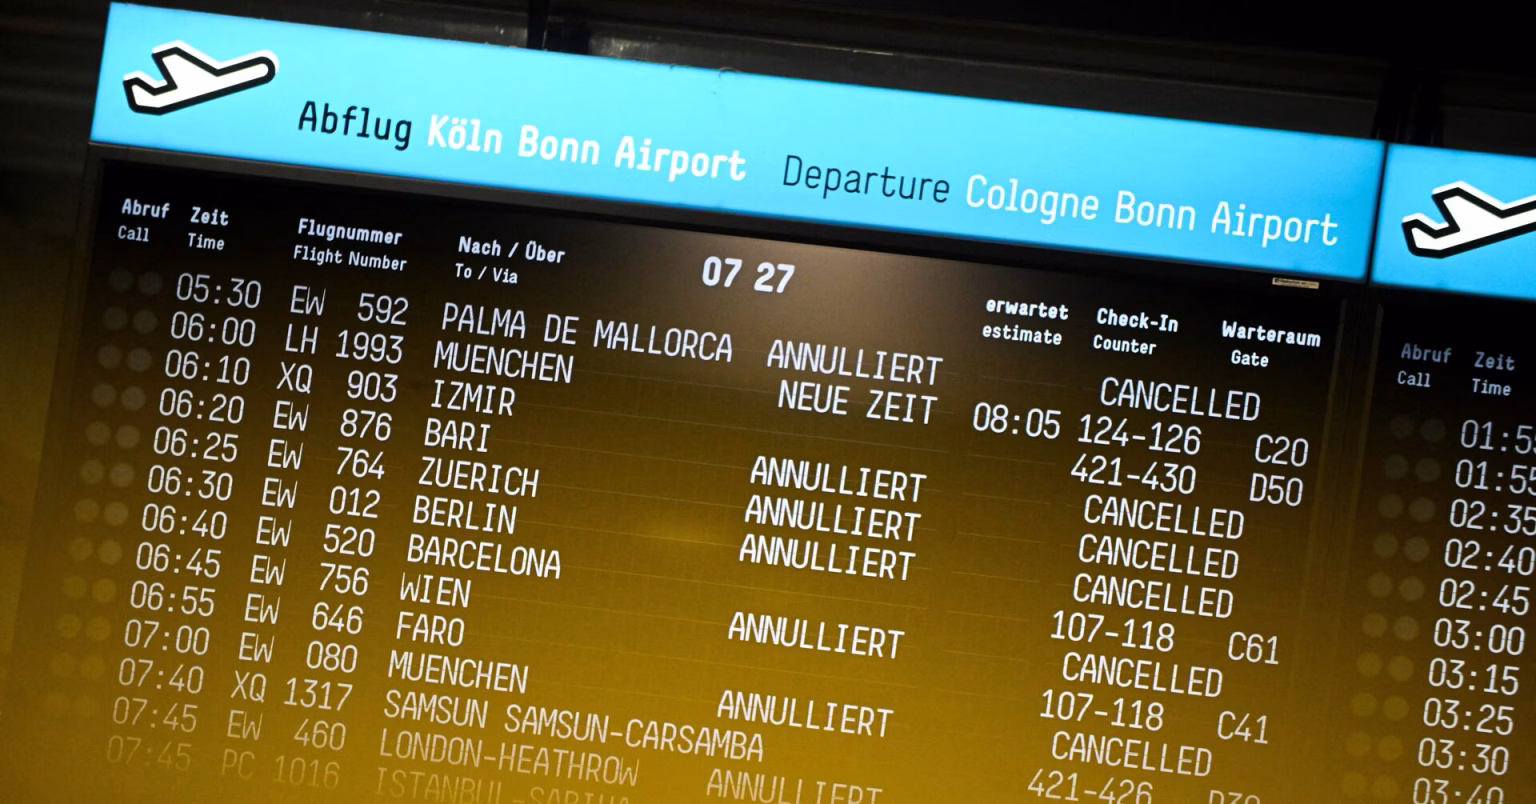 Abflug Köln Bonn Airport Departure Cologne Bonn Airport
Abruf Zeit Flugnummer Nach / Über 07 27 erwartet Check-In Warteraum
Call Time Flight Number To / Via estimate Counter Gate
05:30 EW 592 PALMA DE MALLORCA ANNULLIERT CANCELLED
06:00 LH 1993 MUENCHEN NEUE ZEIT 08:05 124-126 C20
06:10 XQ 903 IZMIR 421-430 D50
06:20 EW 876 BARI ANNULLIERT CANCELLED
06:25 EW 764 ZUERICH ANNULLIERT CANCELLED
06:30 EW 012 BERLIN ANNULLIERT CANCELLED
06:40 EW 520 BARCELONA 107-118 C61
06:45 EW 756 WIEN ANNULLIERT CANCELLED
06:55 EW 646 FARO 107-118 C41
07:00 EW 080 MUENCHEN ANNULLIERT CANCELLED
07:40 XQ 1317 SAMSUN SAMSUN-CARSAMBA 421-426
07:45 EW 460 LONDON-HEATHROW ANNULLIERT
07:45 PC 1016 ISTANBUL-SABIHA
Abruf Zeit
Call Time
01:55
02:35
02:40
02:45
03:00
03:15
03:25
03:30
03:40